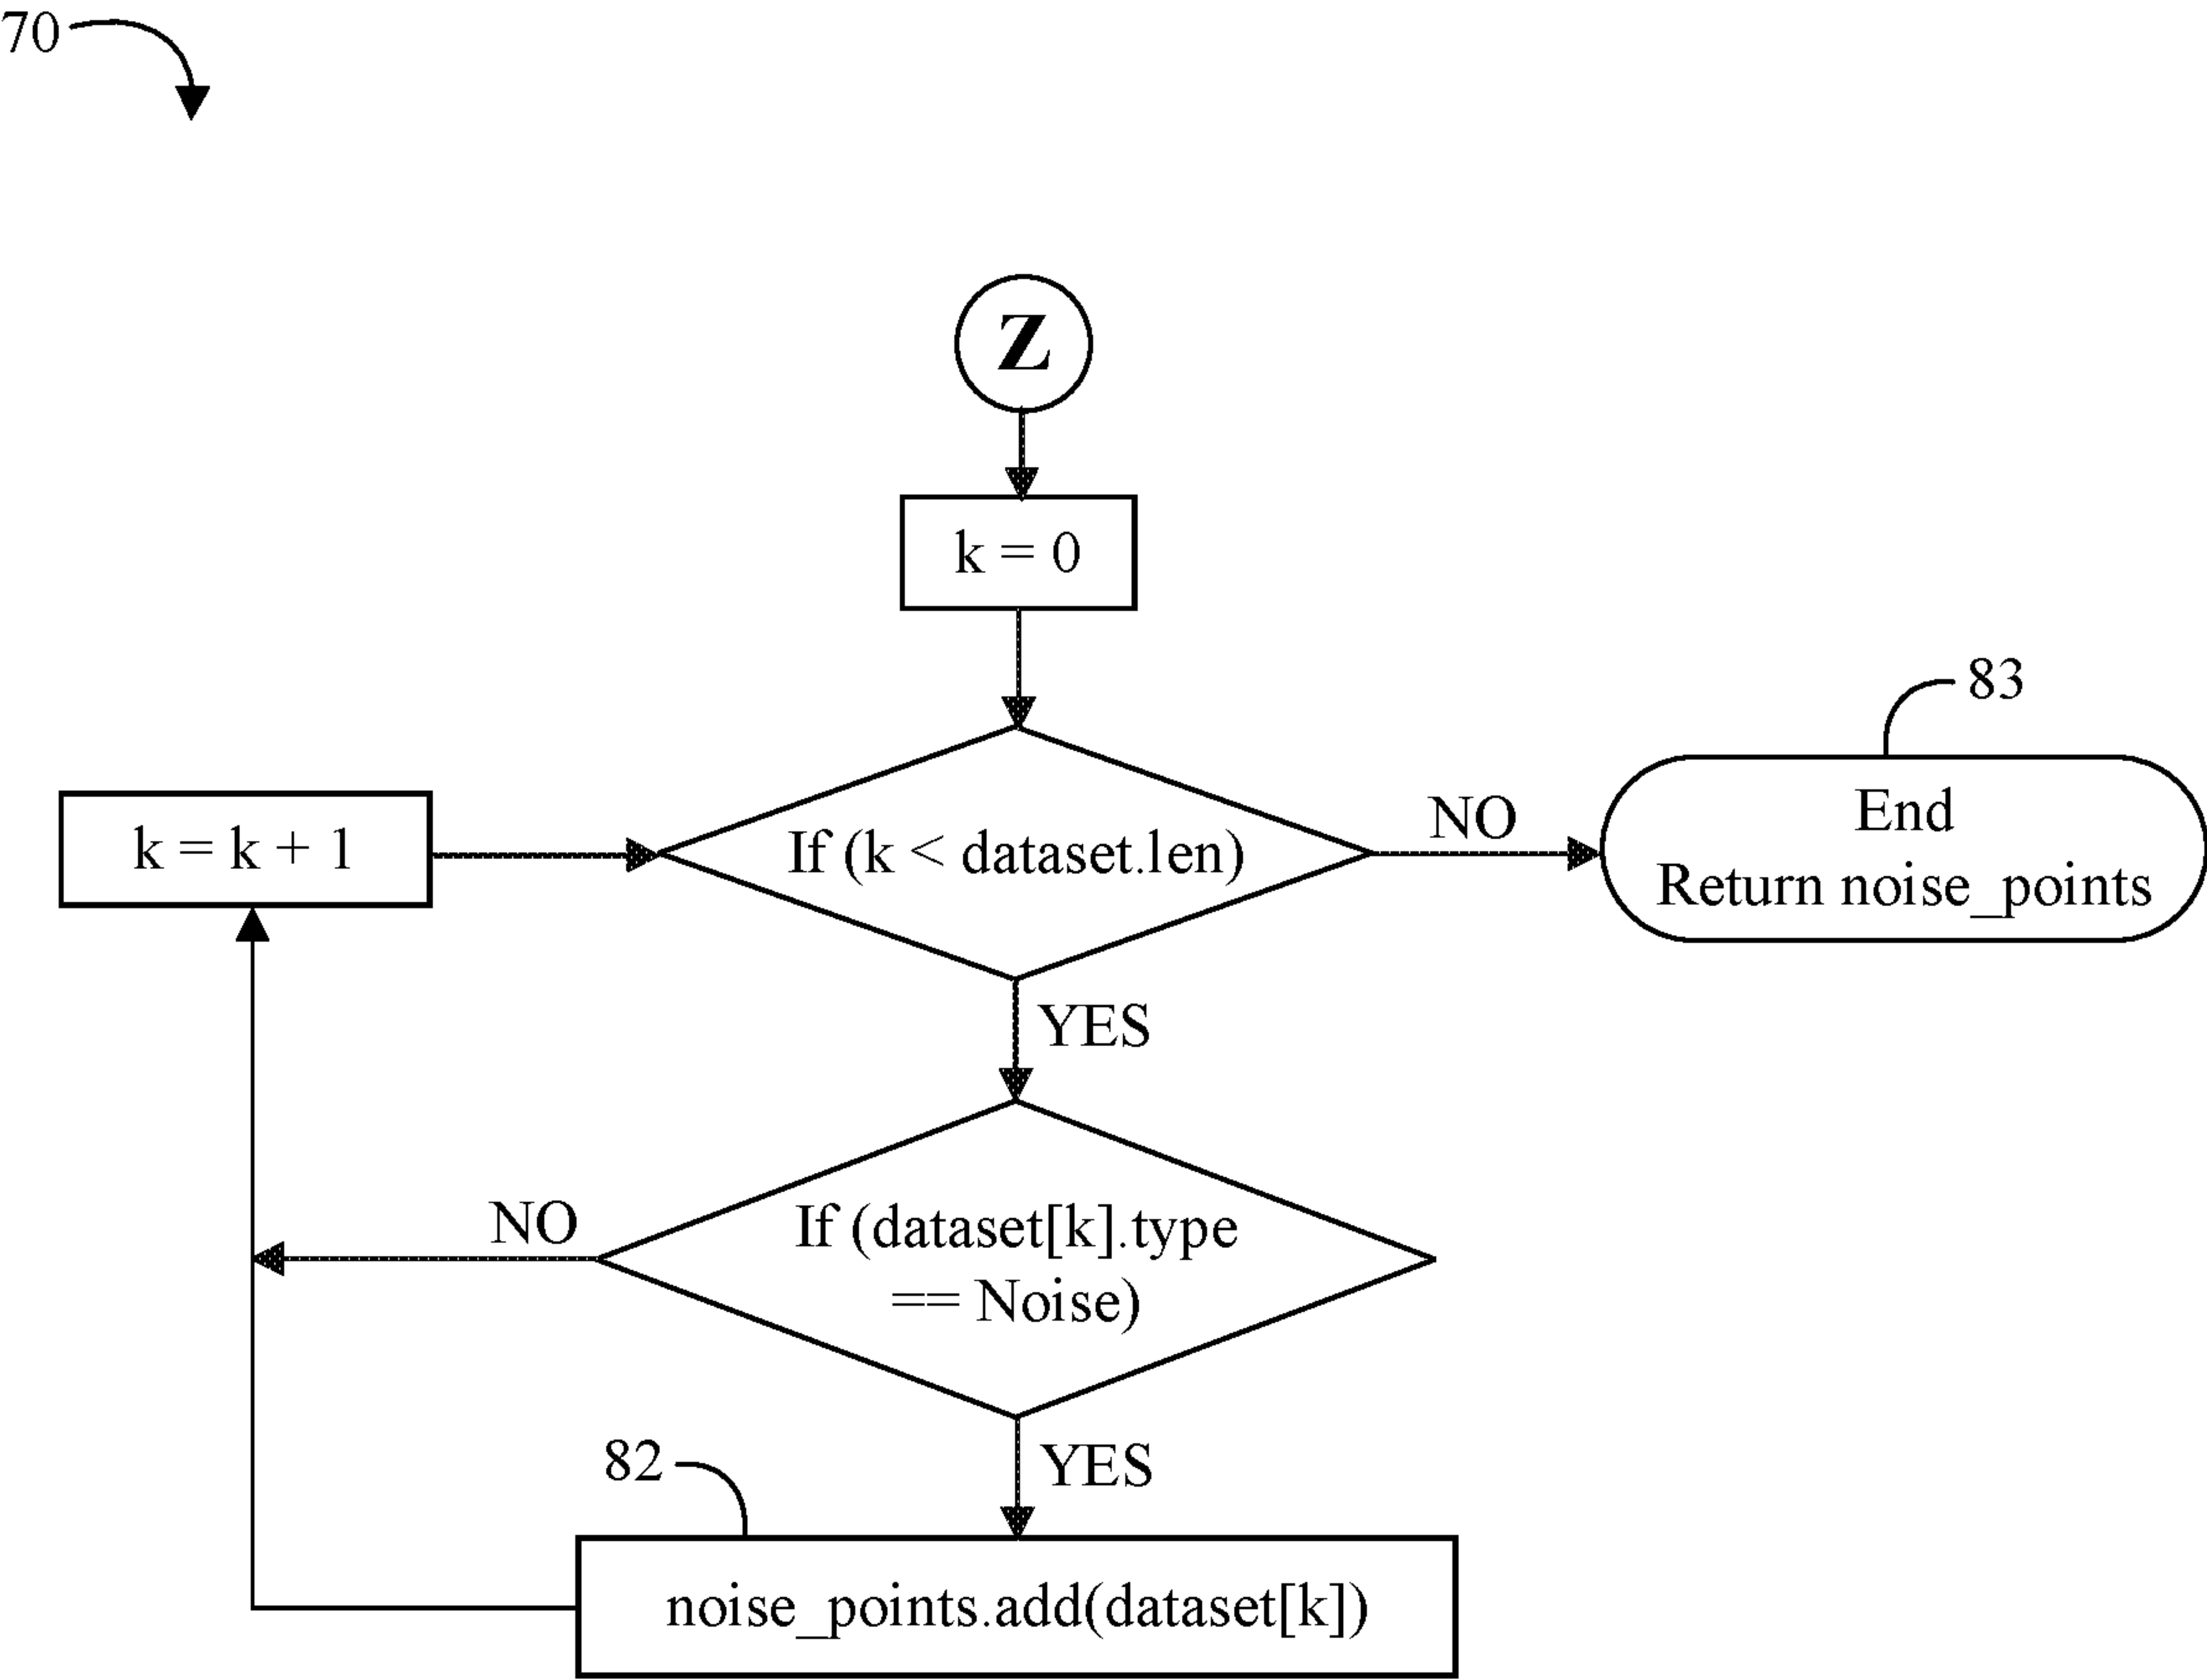 70
Z
k = 0
83
k = k + 1
If (k < dataset.len)
NO
End
Return noise_points
YES
NO
If (dataset[k].type
== Noise)
82
YES
noise_points.add(dataset[k])